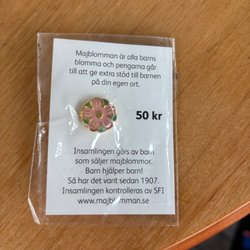 Majblomman är alla barns
blomma och pengarna går
till att ge extra stöd till barnen
på din egen ort.
50 kr
Insamlingen görs av barn
som säljer majblommor.
Barn hjälper barn!
Så har det varit sedan 1907.
Insamlingen kontrolleras av SFI
www.majblomman.se